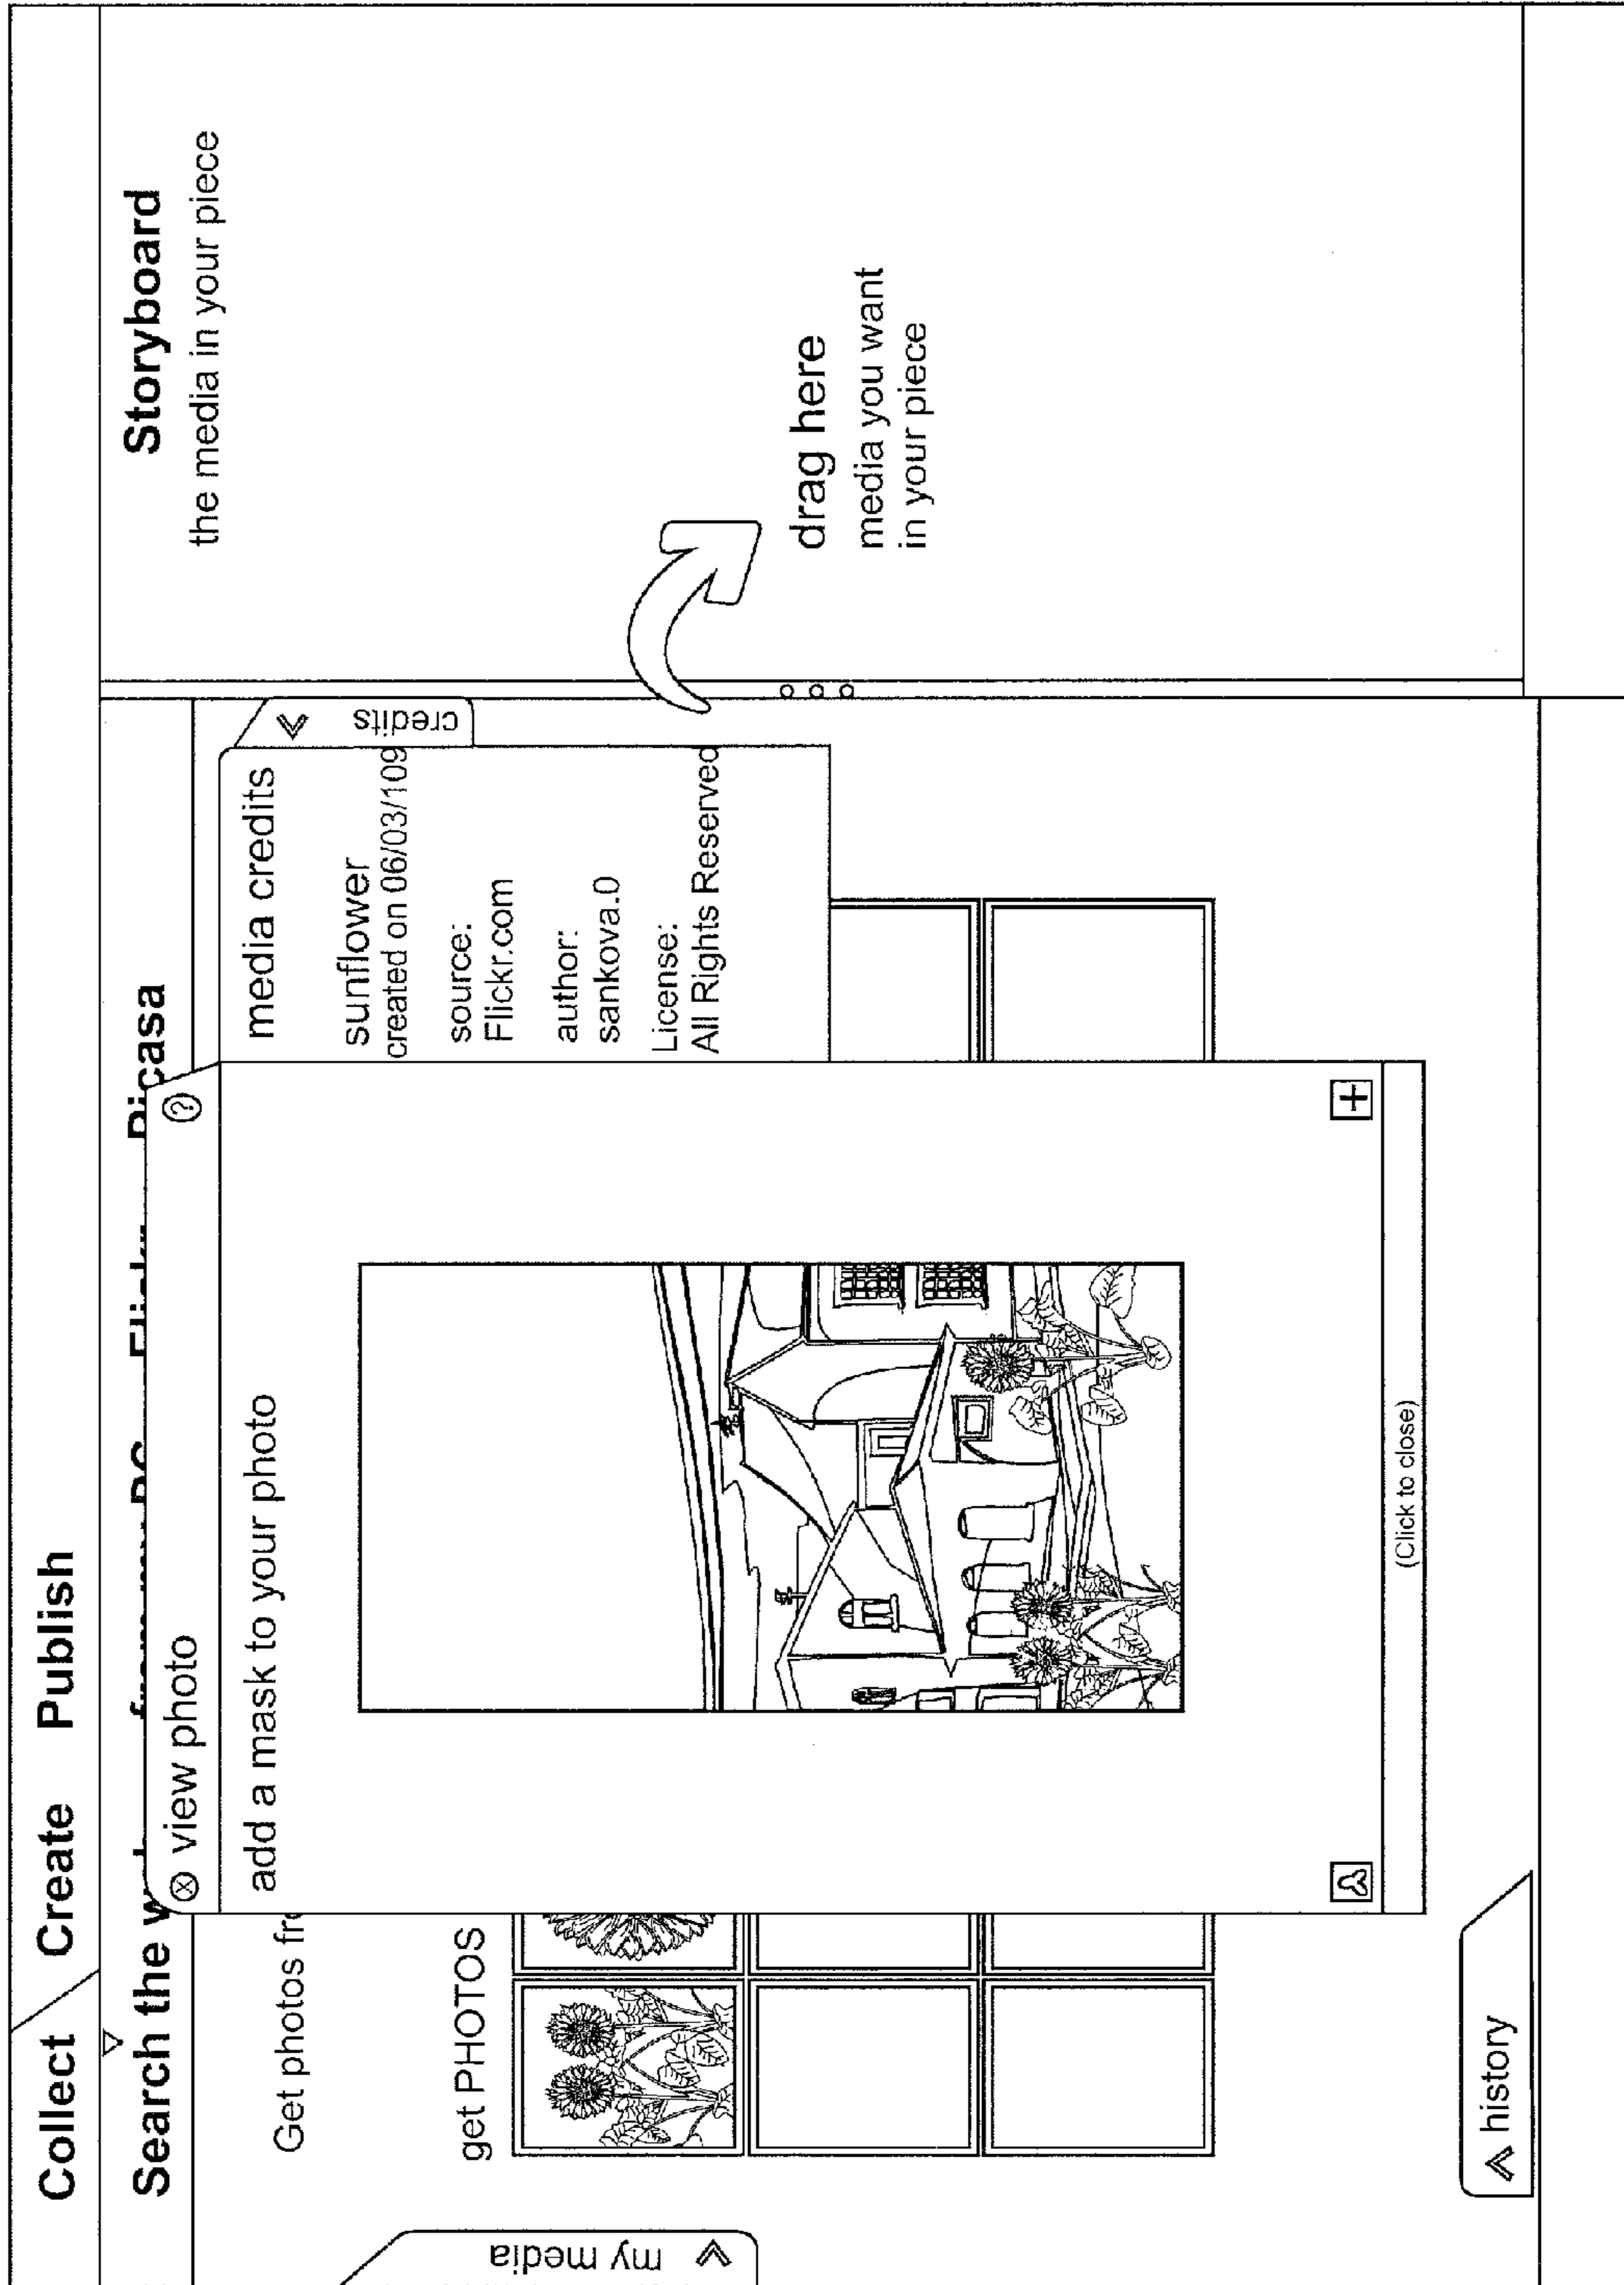 Collect Create Publish
Search the
Picasa
Storyboard
the media in your piece
view photo ?
Get photos
add a mask to your photo
get PHOTOS
my media
media credits
credits
sunflower
created on 06/03/109
source:
Flickr.com
author:
sankova.0
License:
All Rights Reserved
drag here
media you want
in your piece
(Click to close)
history